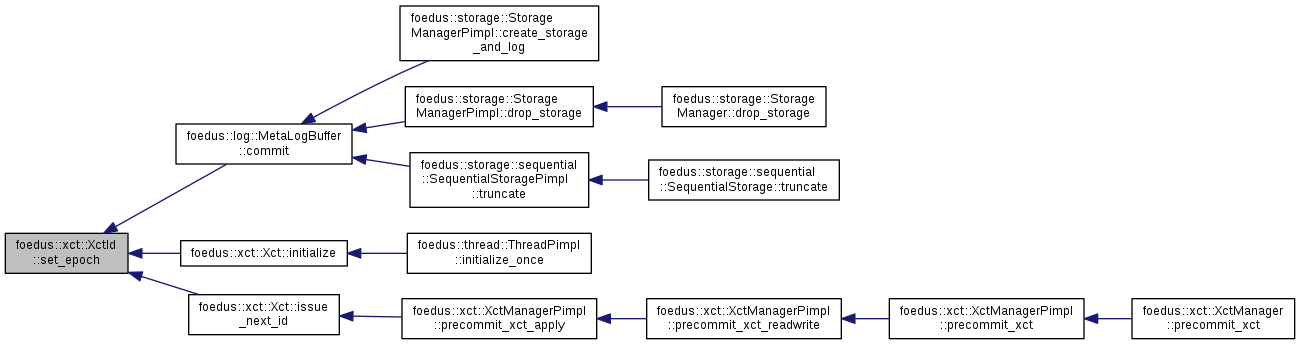 foedus::storage::Storage
ManagerPimpl::create_storage
_and_log
foedus::storage::Storage
ManagerPimpl::drop_storage
foedus::storage::Storage
Manager::drop_storage
foedus::log::MetaLogBuffer
::commit
foedus::storage::sequential
::SequentialStoragePimpl
::truncate
foedus::storage::sequential
::SequentialStorage::truncate
foedus::xct::XctId
::set_epoch
foedus::xct::Xct::initialize
foedus::thread::ThreadPimpl
::initialize_once
foedus::xct::Xct::issue
_next_id
foedus::xct::XctManagerPimpl
::precommit_xct_apply
foedus::xct::XctManagerPimpl
::precommit_xct_readwrite
foedus::xct::XctManagerPimpl
::precommit_xct
foedus::xct::XctManager
::precommit_xct